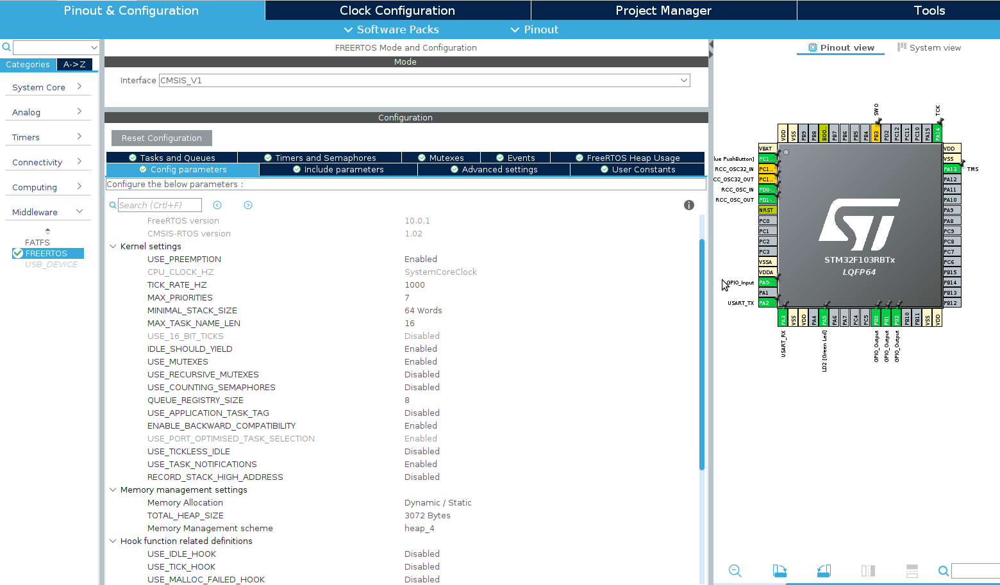 Pinout & Configuration
Clock Configuration
Project Manager
Tools
Software Packs
Pinout
Categories
A->Z
System Core
Analog
Timers
Connectivity
Computing
Middleware
FATFS
FREERTOS
USB_DEVICE
FREERTOS Mode and Configuration
Mode
Interface CMSIS_V1
Configuration
Reset Configuration
Tasks and Queues
Timers and Semaphores
Mutexes
Events
FreeRTOS Heap Usage
Config parameters
Include parameters
Advanced settings
User Constants
Configure the below parameters :
Search (Crtl+F)
FreeRTOS version 10.0.1
CMSIS-RTOS version 1.02
Kernel settings
USE_PREEMPTION Enabled
CPU_CLOCK_HZ SystemCoreClock
TICK_RATE_HZ 1000
MAX_PRIORITIES 7
MINIMAL_STACK_SIZE 64 Words
MAX_TASK_NAME_LEN 16
USE_16_BIT_TICKS Disabled
IDLE_SHOULD_YIELD Enabled
USE_MUTEXES Enabled
USE_RECURSIVE_MUTEXES Disabled
USE_COUNTING_SEMAPHORES Disabled
QUEUE_REGISTRY_SIZE 8
USE_APPLICATION_TASK_TAG Disabled
ENABLE_BACKWARD_COMPATIBILITY Enabled
USE_PORT_OPTIMISED_TASK_SELECTION Enabled
USE_TICKLESS_IDLE Disabled
USE_TASK_NOTIFICATIONS Enabled
RECORD_STACK_HIGH_ADDRESS Disabled
Memory management settings
Memory Allocation Dynamic / Static
TOTAL_HEAP_SIZE 3072 Bytes
Memory Management scheme heap_4
Hook function related definitions
USE_IDLE_HOOK Disabled
USE_TICK_HOOK Disabled
USE_MALLOC_FAILED_HOOK Disabled
Pinout view
System view
SWO
TCK
VDD
VSS
PB9
PB8
BOO..
PB7
PB6
PB5
PB4
PB3
PD2
PC12
PC11
PC10
PA15
PA14
VBAT
lue PushButton] PC1..
RCC_OSC32_IN PC1..
CC_OSC32_OUT PC1..
RCC_OSC_IN PD0-..
RCC_OSC_OUT PD1-..
NRST
PC0
PC1
PC2
PC3
VSSA
VDDA
GPIO_Input PA0-..
PA1
USART_TX PA2
VDD
VSS
PA13 TMS
PA12
PA11
PA10
PA9
PA8
PC9
PC8
PC7
PC6
PB15
PB14
PB13
PB12
ST
STM32F103RBTx
LQFP64
PA3
VSS
VDD
PA4
PA5
PA6
PA7
PC4
PC5
PB0
PB1
PB2
PB10
PB11
VSS
VDD
USART_RX
LD2 [Green Led]
GPIO_Output
GPIO_Output
GPIO_Output